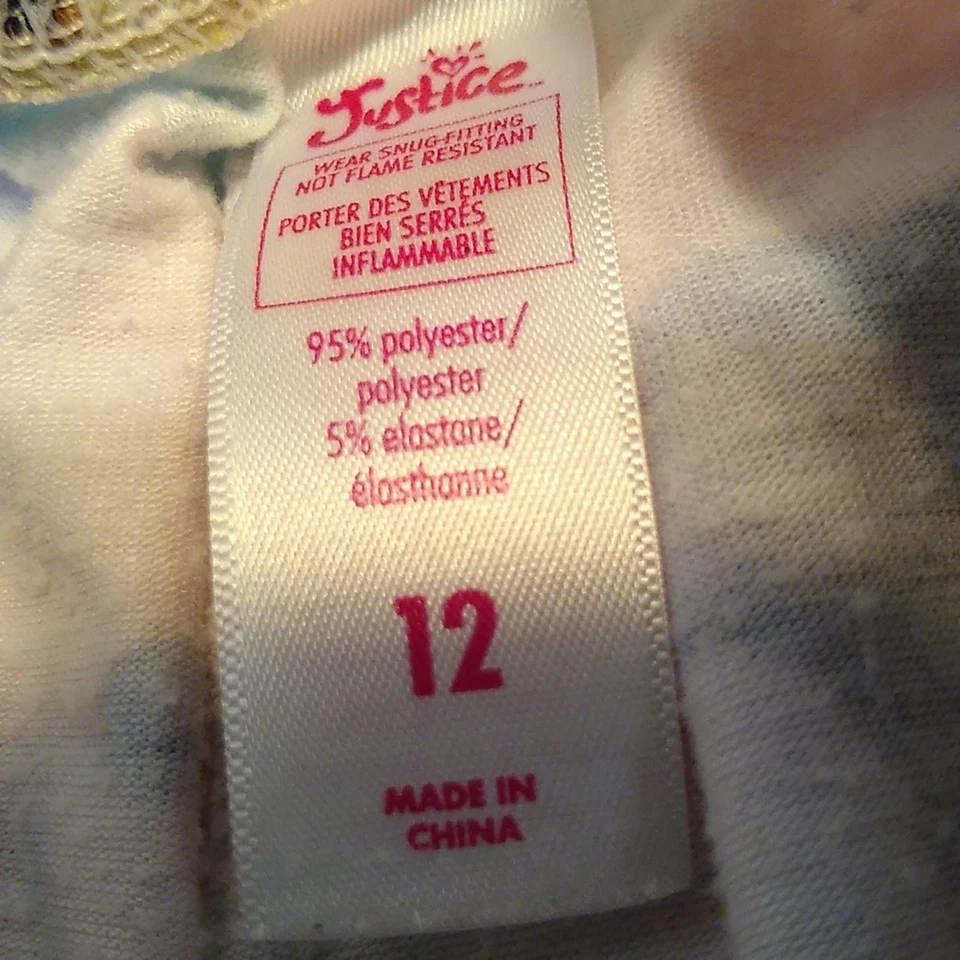 Justice
WEAR SNUG-FITTING
NOT FLAME RESISTANT
PORTER DES VÊTEMENTS
BIEN SERRÉS
INFLAMMABLE
95% polyester/
polyester
5% elastane/
élasthanne
12
MADE IN
CHINA